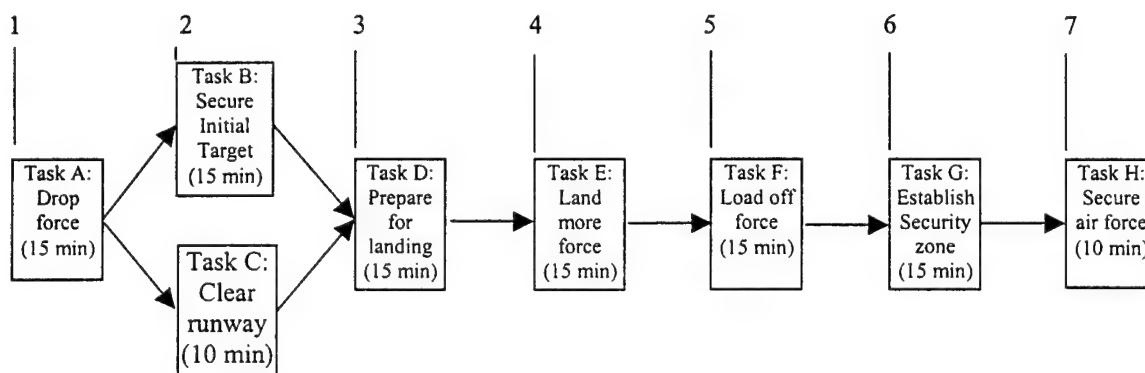 1 2 3 4 5 6 7
Task A:
Drop
force
(15 min)
Task B:
Secure
Initial
Target
(15 min)
Task C:
Clear
runway
(10 min)
Task D:
Prepare
for
landing
(15 min)
Task E:
Land
more
force
(15 min)
Task F:
Load off
force
(15 min)
Task G:
Establish
Security
zone
(15 min)
Task H:
Secure
air force
(10 min)